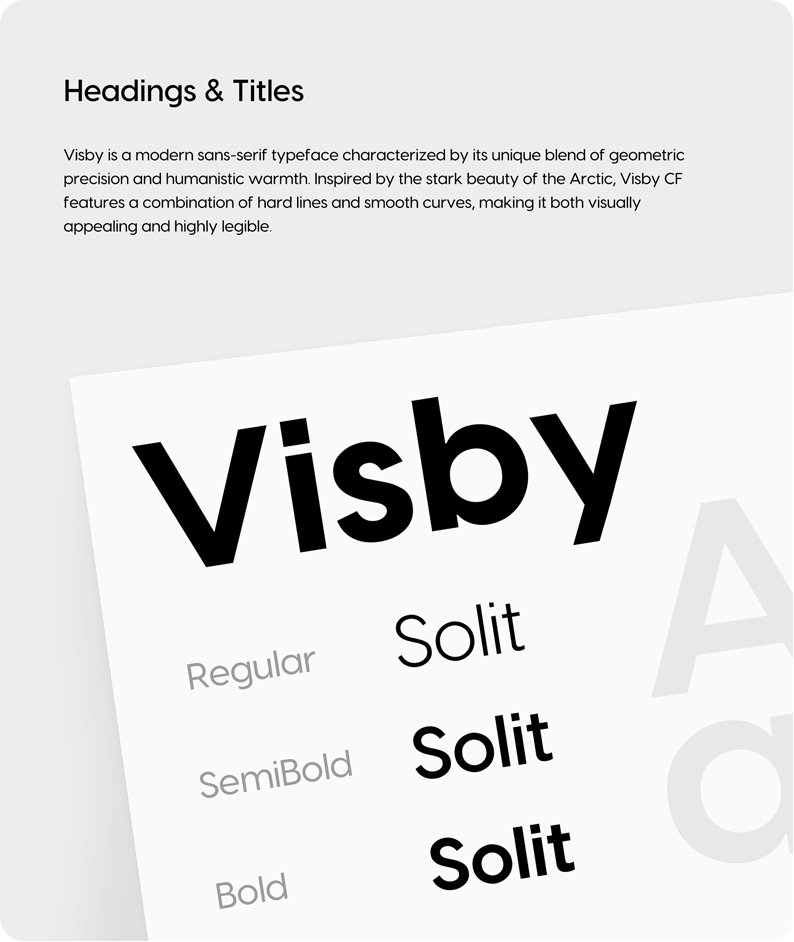 Headings & Titles
Visby is a modern sans-serif typeface characterized by its unique blend of geometric
precision and humanistic warmth. Inspired by the stark beauty of the Arctic, Visby CF
features a combination of hard lines and smooth curves, making it both visually
appealing and highly legible.
Visby
Regular Solit
SemiBold Solit
Bold Solit
A
a